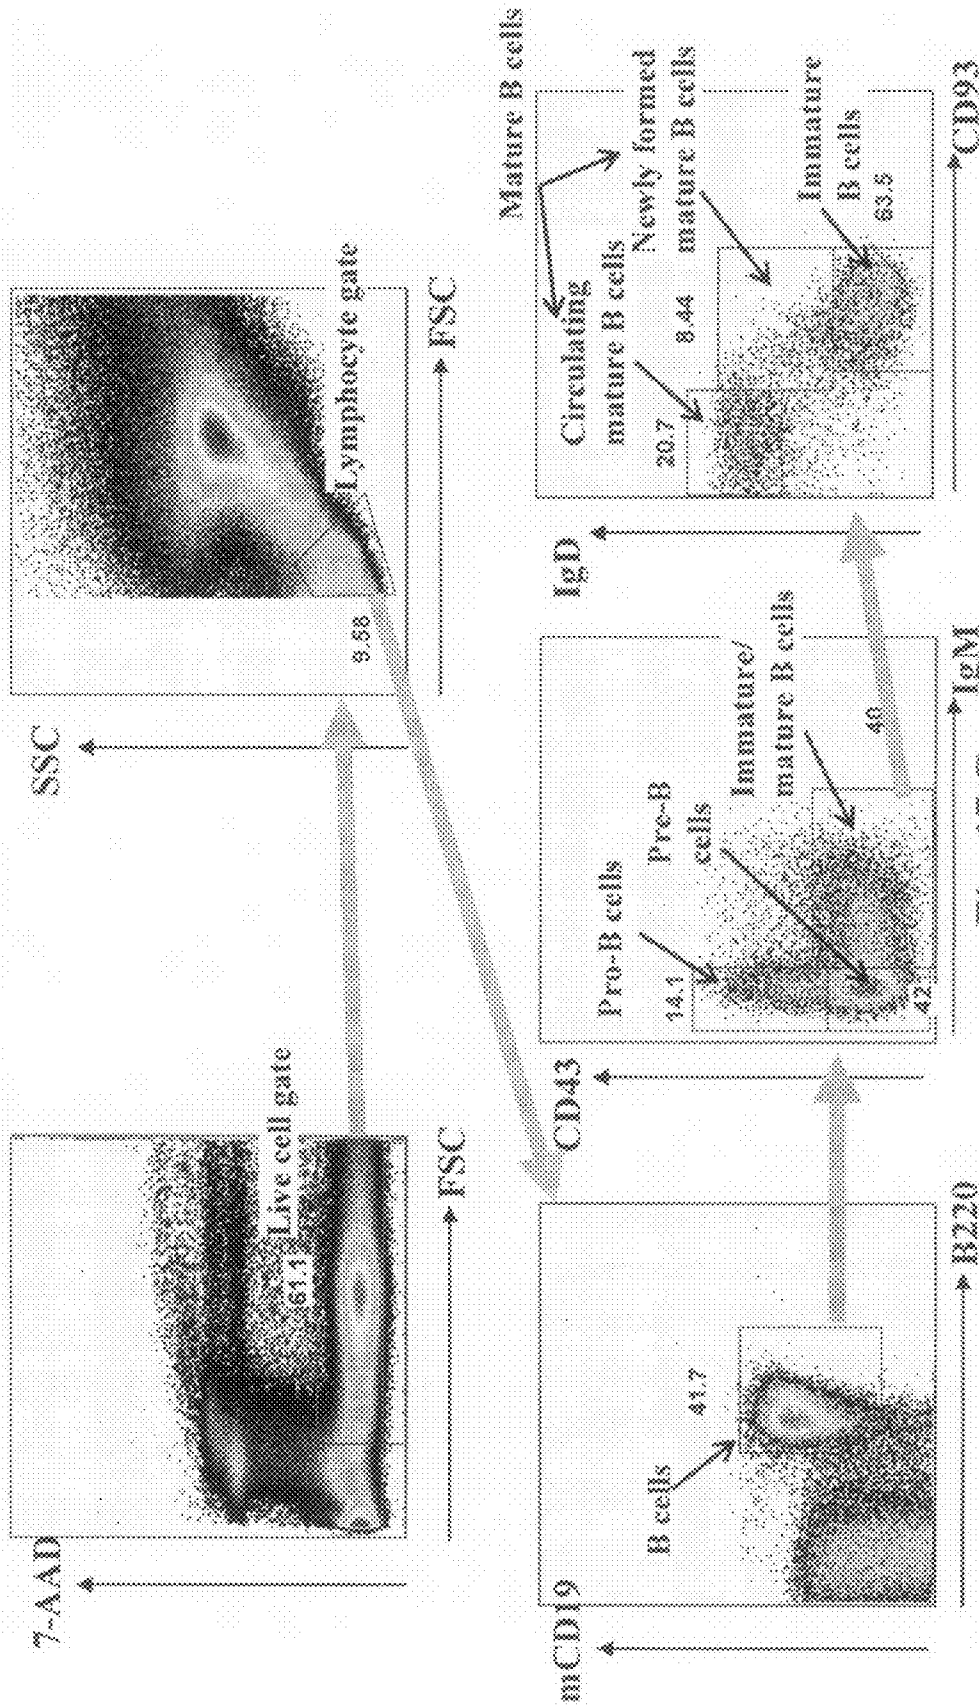 7-AAD
Live cell gate
61.1
FSC
SSC
Lymphocyte gate
9.58
FSC
mCD19
B cells
41.7
B220
CD43
Pro-B cells
14.1
Pre-B
cells
Immature/
mature B cells
42
40
IgM
IgD
Mature B cells
Circulating
mature B cells
20.7
Newly formed
mature B cells
8.44
Immature
B cells
63.5
CD93